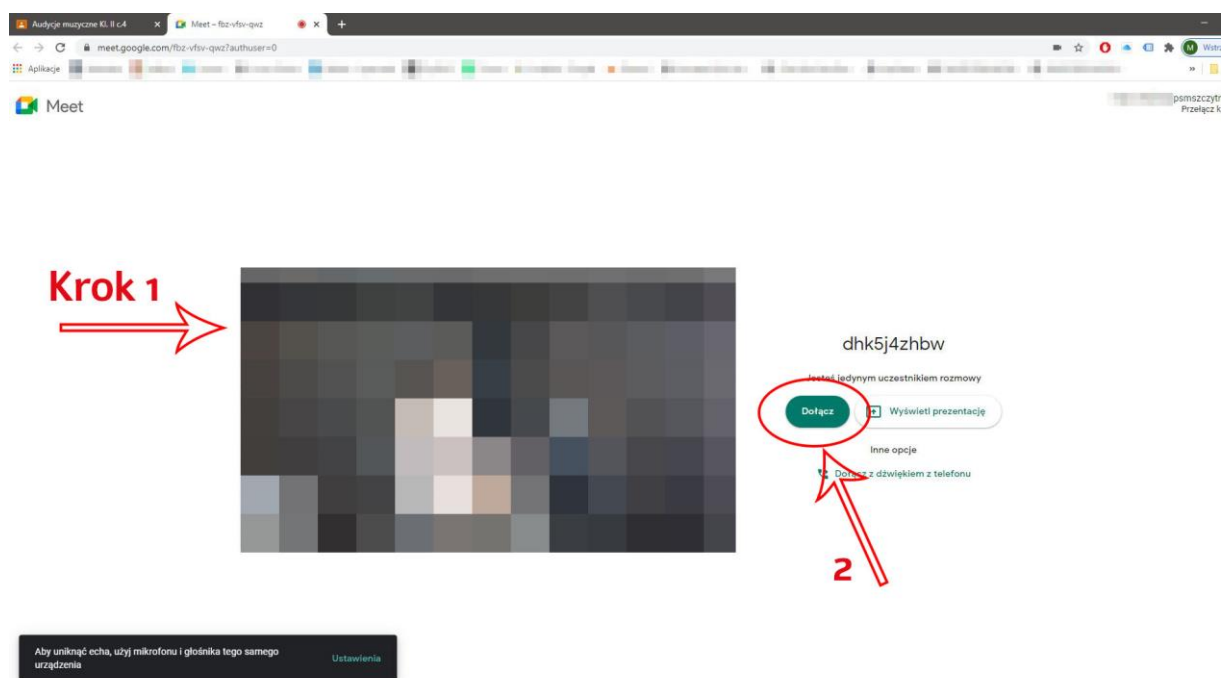 Audycje muzyczne Kl. II c.4
Meet – fbz-vfsv-qwz
meet.google.com/fbz-vfsv-qwz?authuser=0
M
Aplikacje
»
Meet
psmszczytn
Przełącz k
Krok 1
dhk5j4zhbw
Jesteś jedynym uczestnikiem rozmowy
Dołącz
Wyświetl prezentację
Inne opcje
Dołącz z dźwiękiem z telefonu
2
Aby uniknąć echa, użyj mikrofonu i głośnika tego samego
urządzenia
Ustawienia